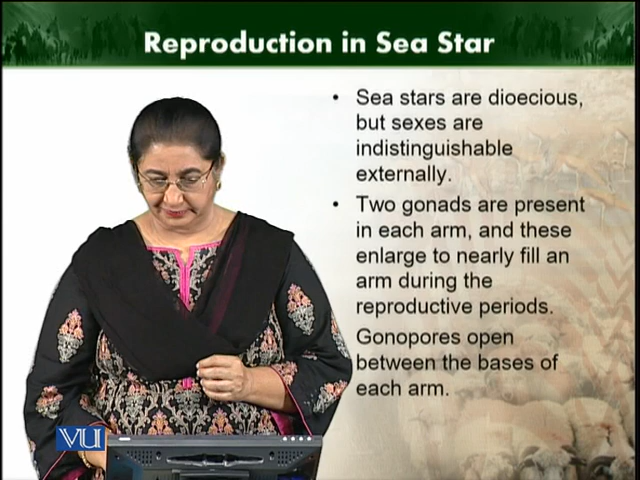 Reproduction in Sea Star
• Sea stars are dioecious,
but sexes are
indistinguishable
externally.
• Two gonads are present
in each arm, and these
enlarge to nearly fill an
arm during the
reproductive periods.
Gonopores open
between the bases of
each arm.
VU